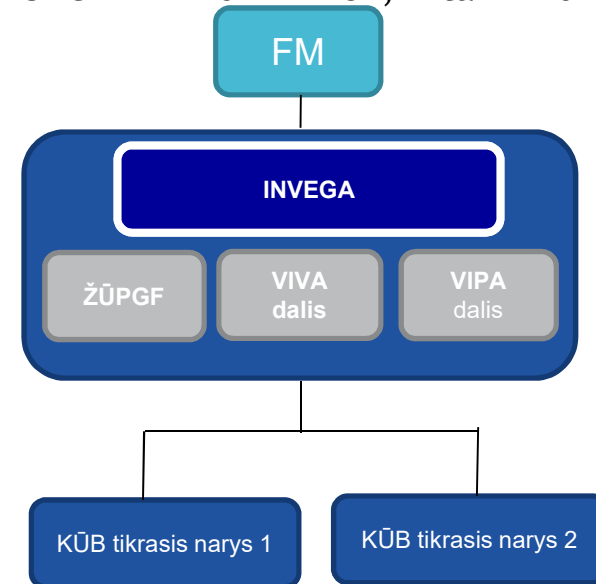 FM
INVEGA
ŽŪPGF
VIVA
dalis
VIPA
dalis
KŪB tikrasis narys 1
KŪB tikrasis narys 2